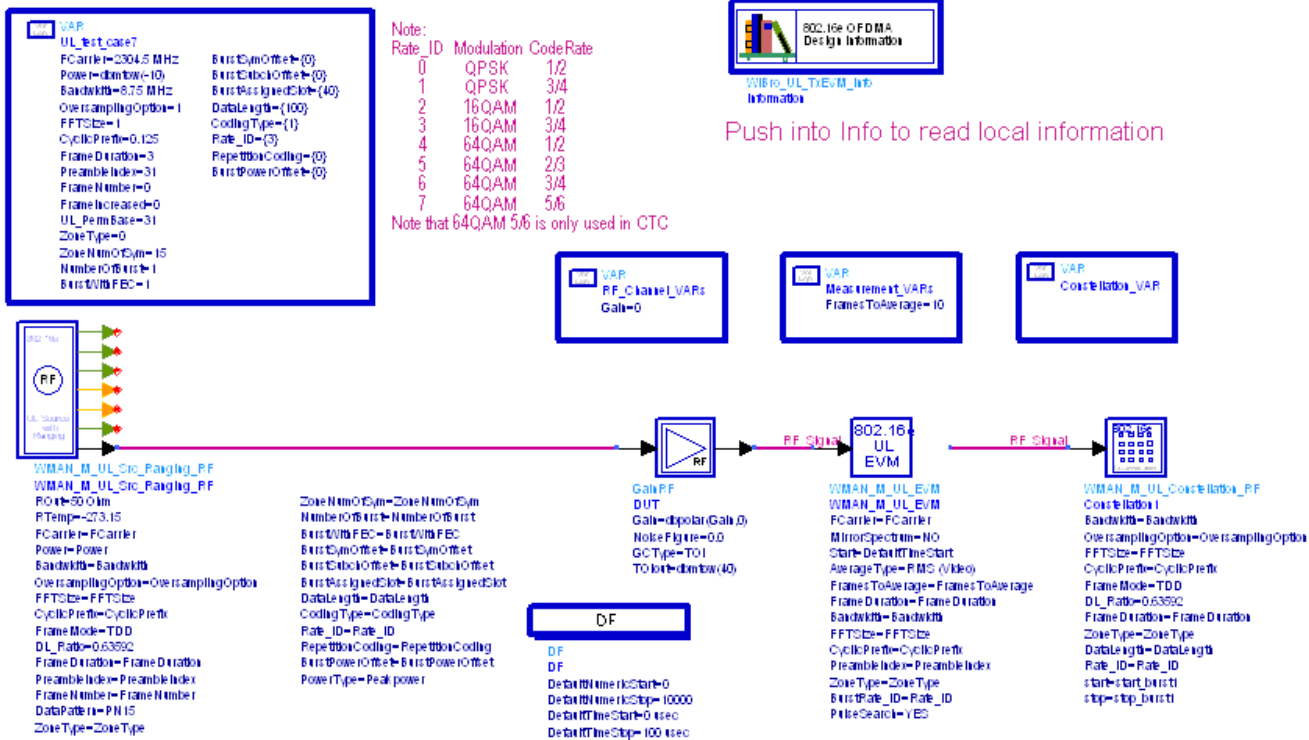 VAR
UL_test_case7
FCarrier=2304.5 MHz
Power=dbmtow(-10)
Bandwidth=8.75 MHz
OversamplingOption=1
FFTSize=1
CyclicPrefix=0.125
FrameDuration=3
PreambleIndex=31
FrameNumber=0
FrameIncreased=0
UL_PermBase=31
ZoneType=0
ZoneNumOfSym=15
NumberOfBurst=1
BurstWithFEC=1
BurstSymOffset={0}
BurstSubchOffset={0}
BurstAssignedSlot={40}
DataLength={100}
CodingType={1}
Rate_ID={3}
RepetitionCoding={0}
BurstPowerOffset={0}
Note:
Rate_ID Modulation CodeRate
0 QPSK 1/2
1 QPSK 3/4
2 16QAM 1/2
3 16QAM 3/4
4 64QAM 1/2
5 64QAM 2/3
6 64QAM 3/4
7 64QAM 5/6
Note that 64QAM 5/6 is only used in CTC
802.16e OFDMA
Design Information
WiBro_UL_TxEVM_Info
Information
Push into Info to read local information
VAR
RF_Channel_VARs
Gain=0
VAR
Measurement_VARs
FramesToAverage=10
VAR
Constellation_VAR
802.16e
RF
UL Source
with
Ranging
WMAN_M_UL_Src_Ranging_RF
WMAN_M_UL_Src_Ranging_RF
ROut=50 Ohm
RTemp=-273.15
FCarrier=FCarrier
Power=Power
Bandwidth=Bandwidth
OversamplingOption=OversamplingOption
FFTSize=FFTSize
CyclicPrefix=CyclicPrefix
FrameMode=TDD
DL_Ratio=0.63592
FrameDuration=FrameDuration
PreambleIndex=PreambleIndex
FrameNumber=FrameNumber
DataPattern=PN15
ZoneType=ZoneType
ZoneNumOfSym=ZoneNumOfSym
NumberOfBurst=NumberOfBurst
BurstWithFEC=BurstWithFEC
BurstSymOffset=BurstSymOffset
BurstSubchOffset=BurstSubchOffset
BurstAssignedSlot=BurstAssignedSlot
DataLength=DataLength
CodingType=CodingType
Rate_ID=Rate_ID
RepetitionCoding=RepetitionCoding
BurstPowerOffset=BurstPowerOffset
PowerType=Peak power
DF
DF
DF
DefaultNumericStart=0
DefaultNumericStop=10000
DefaultTimeStart=0 usec
DefaultTimeStop=100 usec
RF
GainRF
DUT
Gain=dbpolar(Gain,0)
NoiseFigure=0.0
GCType=TOI
TOIout=dbmtow(40)
RF_Signal
802.16e
UL
EVM
WMAN_M_UL_EVM
WMAN_M_UL_EVM
FCarrier=FCarrier
MirrorSpectrum=NO
Start=DefaultTimeStart
AverageType=RMS (Video)
FramesToAverage=FramesToAverage
FrameDuration=FrameDuration
Bandwidth=Bandwidth
FFTSize=FFTSize
CyclicPrefix=CyclicPrefix
PreambleIndex=PreambleIndex
ZoneType=ZoneType
BurstRate_ID=Rate_ID
PulseSearch=YES
RF_Signal
802.16e
WMAN_M_UL_Constellation_RF
Constellation1
Bandwidth=Bandwidth
OversamplingOption=OversamplingOption
FFTSize=FFTSize
CyclicPrefix=CyclicPrefix
FrameMode=TDD
DL_Ratio=0.63592
FrameDuration=FrameDuration
ZoneType=ZoneType
DataLength=DataLength
Rate_ID=Rate_ID
start=start_burst1
stop=stop_burst1